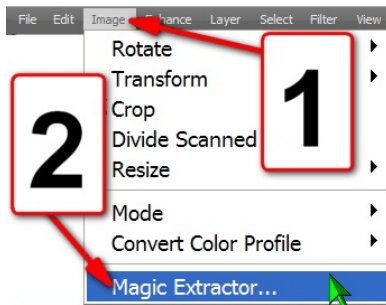 File Edit Image Enhance Layer Select Filter View
Rotate
Transform
Crop
Divide Scanned
Resize
Mode
Convert Color Profile
Magic Extractor...
1
2